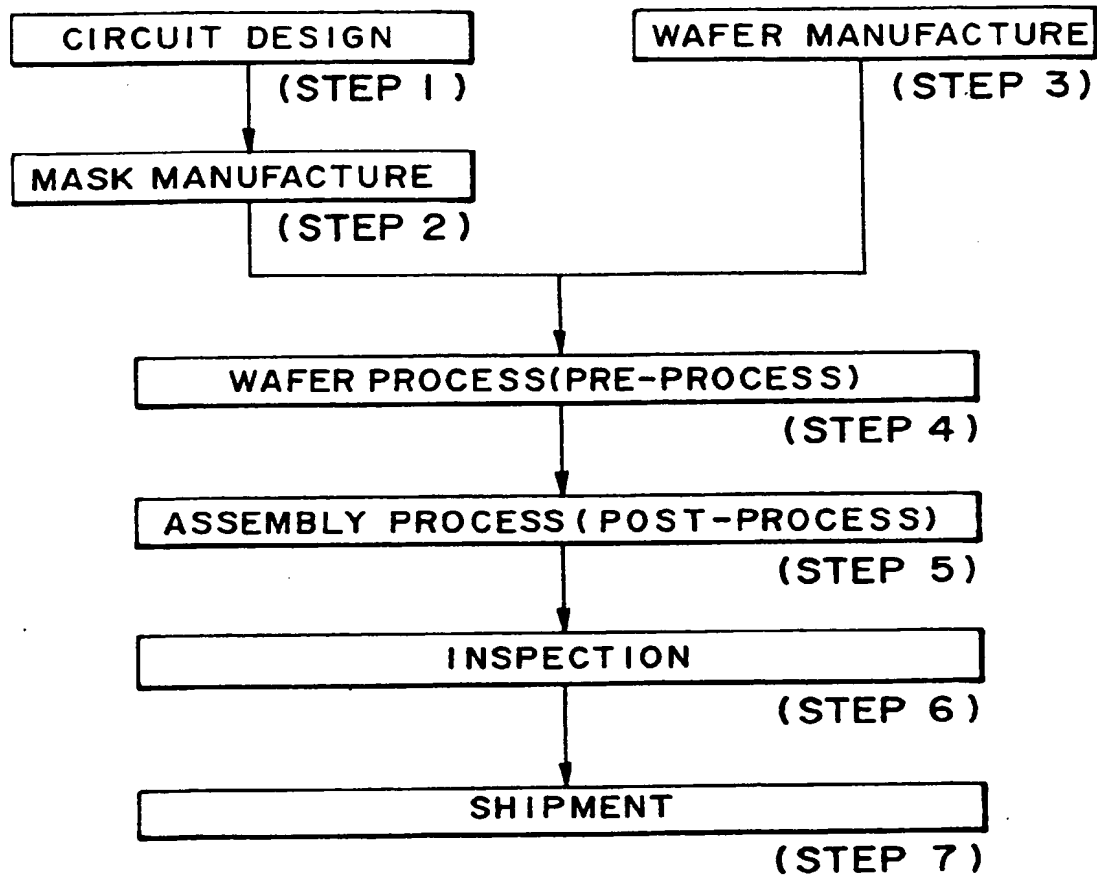 CIRCUIT DESIGN
(STEP 1)
WAFER MANUFACTURE
(STEP 3)
MASK MANUFACTURE
(STEP 2)
WAFER PROCESS(PRE-PROCESS)
(STEP 4)
ASSEMBLY PROCESS(POST-PROCESS)
(STEP 5)
INSPECTION
(STEP 6)
SHIPMENT
(STEP 7)